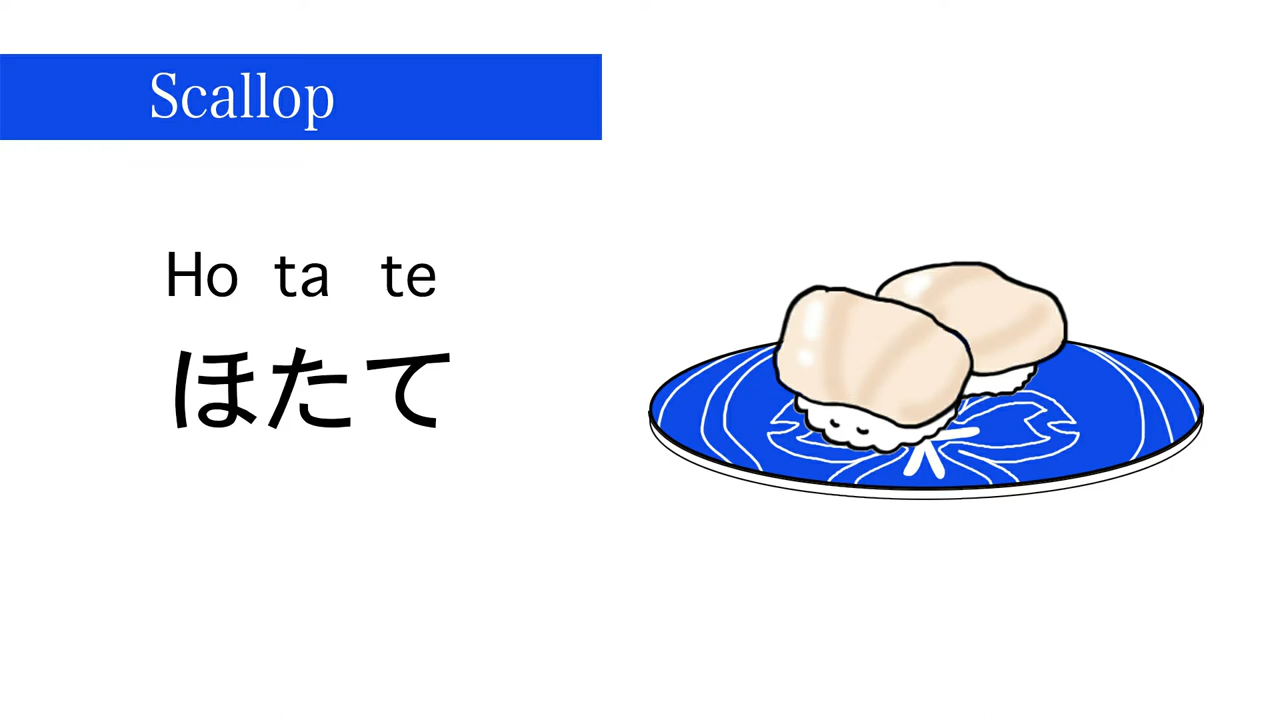 Scallop
Ho ta te
ほたて